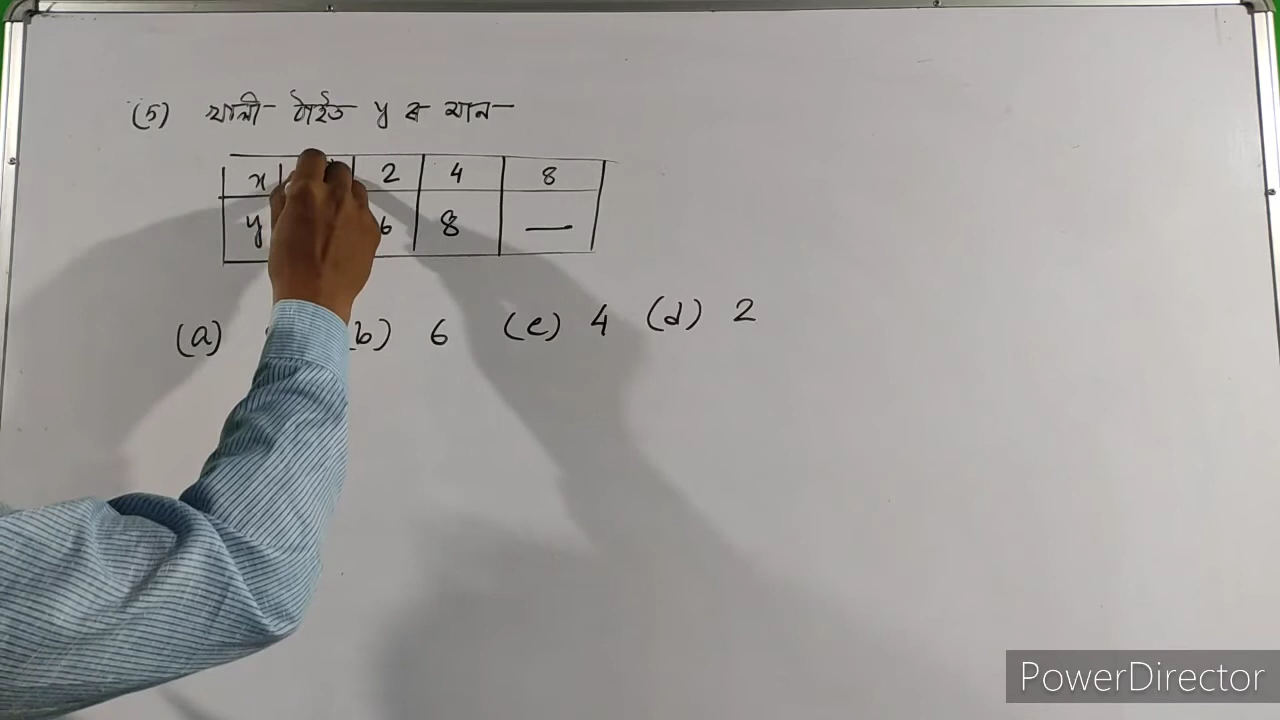 (5) খালী ঠাইত y ৰ মান
x 2 4 8
y 6 8 —
(a) (b) 6 (c) 4 (d) 2
PowerDirector